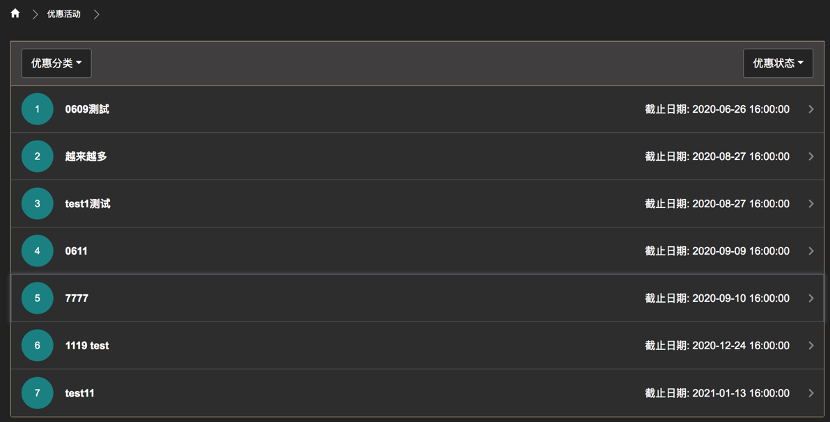 优惠活动
优惠分类 优惠状态
1 0609测試 截止日期: 2020-06-26 16:00:00
2 越来越多 截止日期: 2020-08-27 16:00:00
3 test1测试 截止日期: 2020-08-27 16:00:00
4 0611 截止日期: 2020-09-09 16:00:00
5 7777 截止日期: 2020-09-10 16:00:00
6 1119 test 截止日期: 2020-12-24 16:00:00
7 test11 截止日期: 2021-01-13 16:00:00